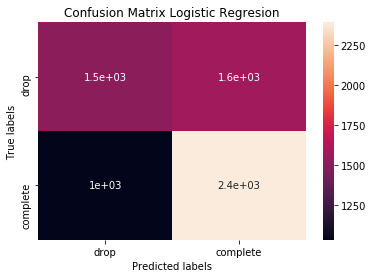 Confusion Matrix Logistic Regresion
drop
1.5e+03
1.6e+03
complete
1e+03
2.4e+03
True labels
drop
complete
Predicted labels
2250
2000
1750
1500
1250